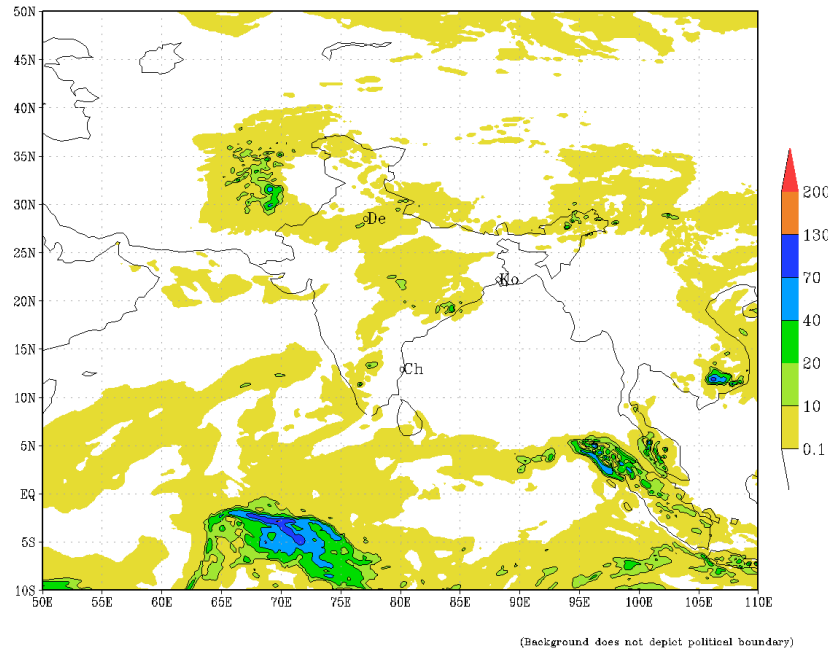 50N
45N
40N
35N
30N
25N
20N
15N
10N
5N
EQ
5S
10S
De
Ko
Ch
50E 55E 60E 65E 70E 75E 80E 85E 90E 95E 100E 105E 110E
200
130
70
40
20
10
0.1
(Background does not depict political boundary)